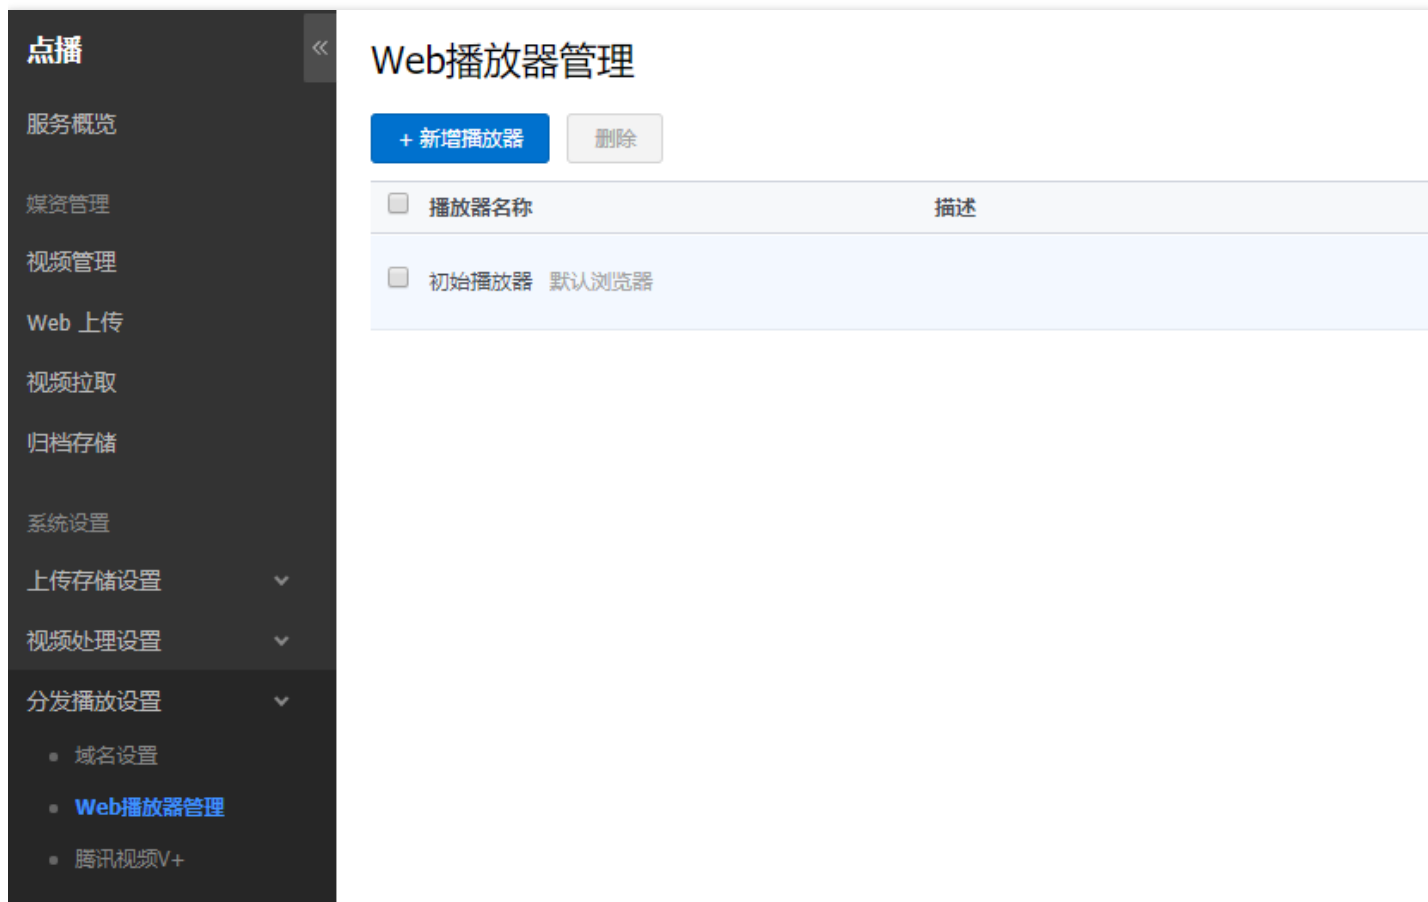 点播
«
服务概览
媒资管理
视频管理
Web 上传
视频拉取
归档存储
系统设置
上传存储设置
视频处理设置
分发播放设置
域名设置
Web播放器管理
腾讯视频V+
Web播放器管理
+ 新增播放器 删除
播放器名称 描述
初始播放器 默认浏览器